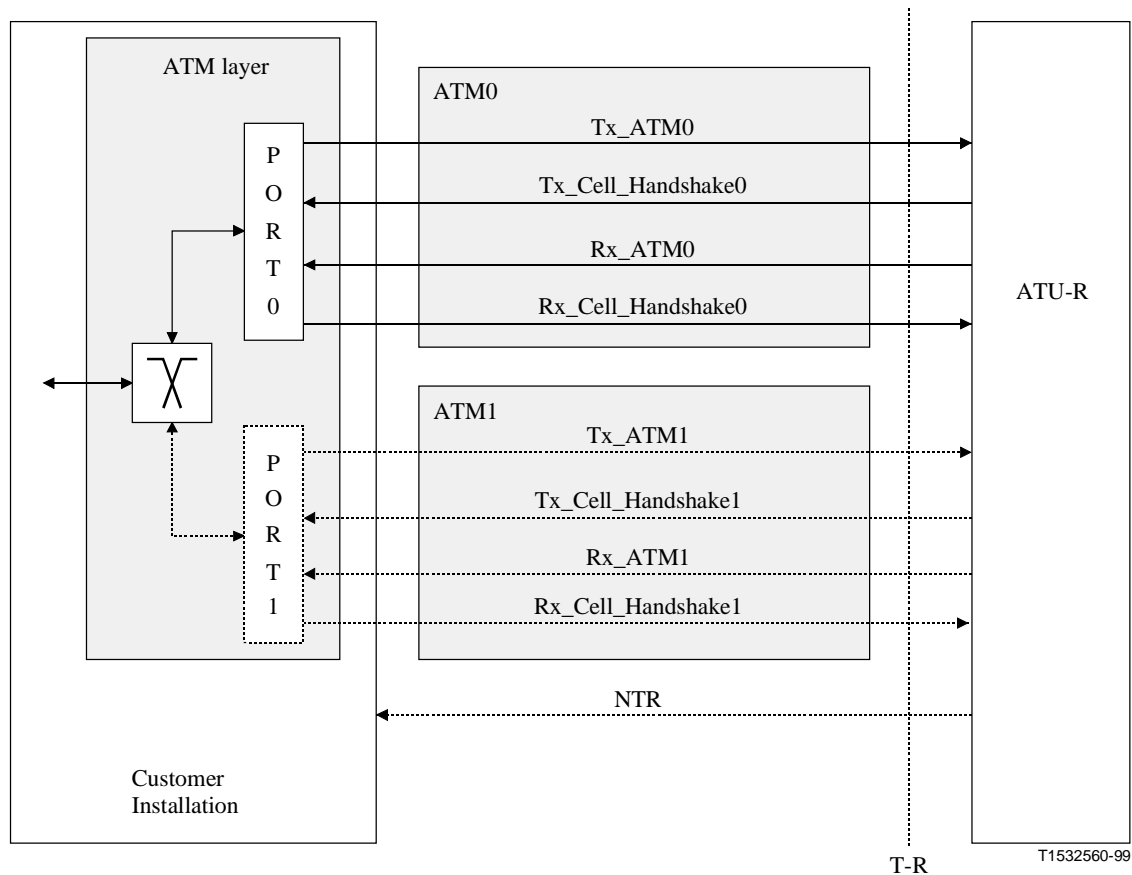 ATM layer
ATM0
P
O
R
T
0
Tx_ATM0
Tx_Cell_Handshake0
Rx_ATM0
Rx_Cell_Handshake0
ATU-R
ATM1
P
O
R
T
1
Tx_ATM1
Tx_Cell_Handshake1
Rx_ATM1
Rx_Cell_Handshake1
NTR
Customer
Installation
T-R
T1532560-99